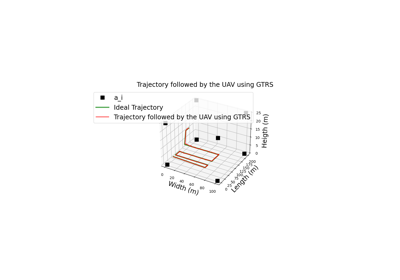 Trajectory followed by the UAV using GTRS
a_i
Ideal Trajectory
Trajectory followed by the UAV using GTRS
25
20
15
10
5
0
Heigth (m)
0
20
40
60
80
100
Width (m)
Length (m)